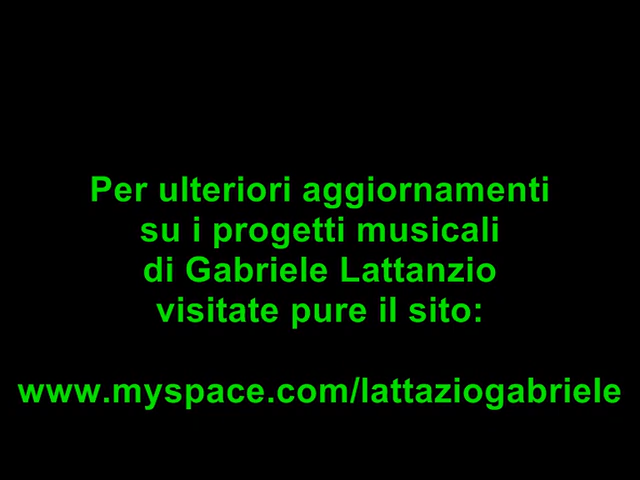 Per ulteriori aggiornamenti
su i progetti musicali
di Gabriele Lattanzio
visitate pure il sito:
www.myspace.com/lattaziogabriele